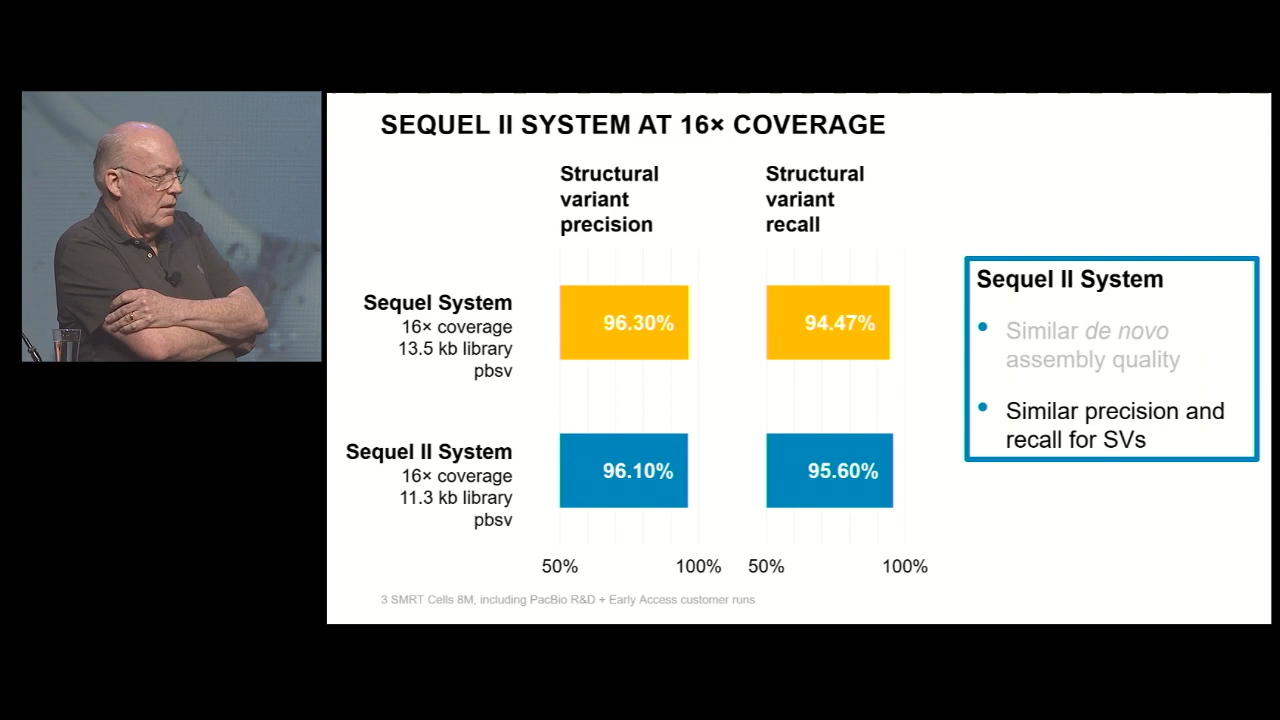 SEQUEL II SYSTEM AT 16× COVERAGE
Structural
variant
precision
Structural
variant
recall
Sequel System
16× coverage
13.5 kb library
pbsv
96.30%
94.47%
Sequel II System
16× coverage
11.3 kb library
pbsv
96.10%
95.60%
50%
100%
50%
100%
Sequel II System
• Similar de novo
assembly quality
• Similar precision and
recall for SVs
3 SMRT Cells 8M, including PacBio R&D + Early Access customer runs